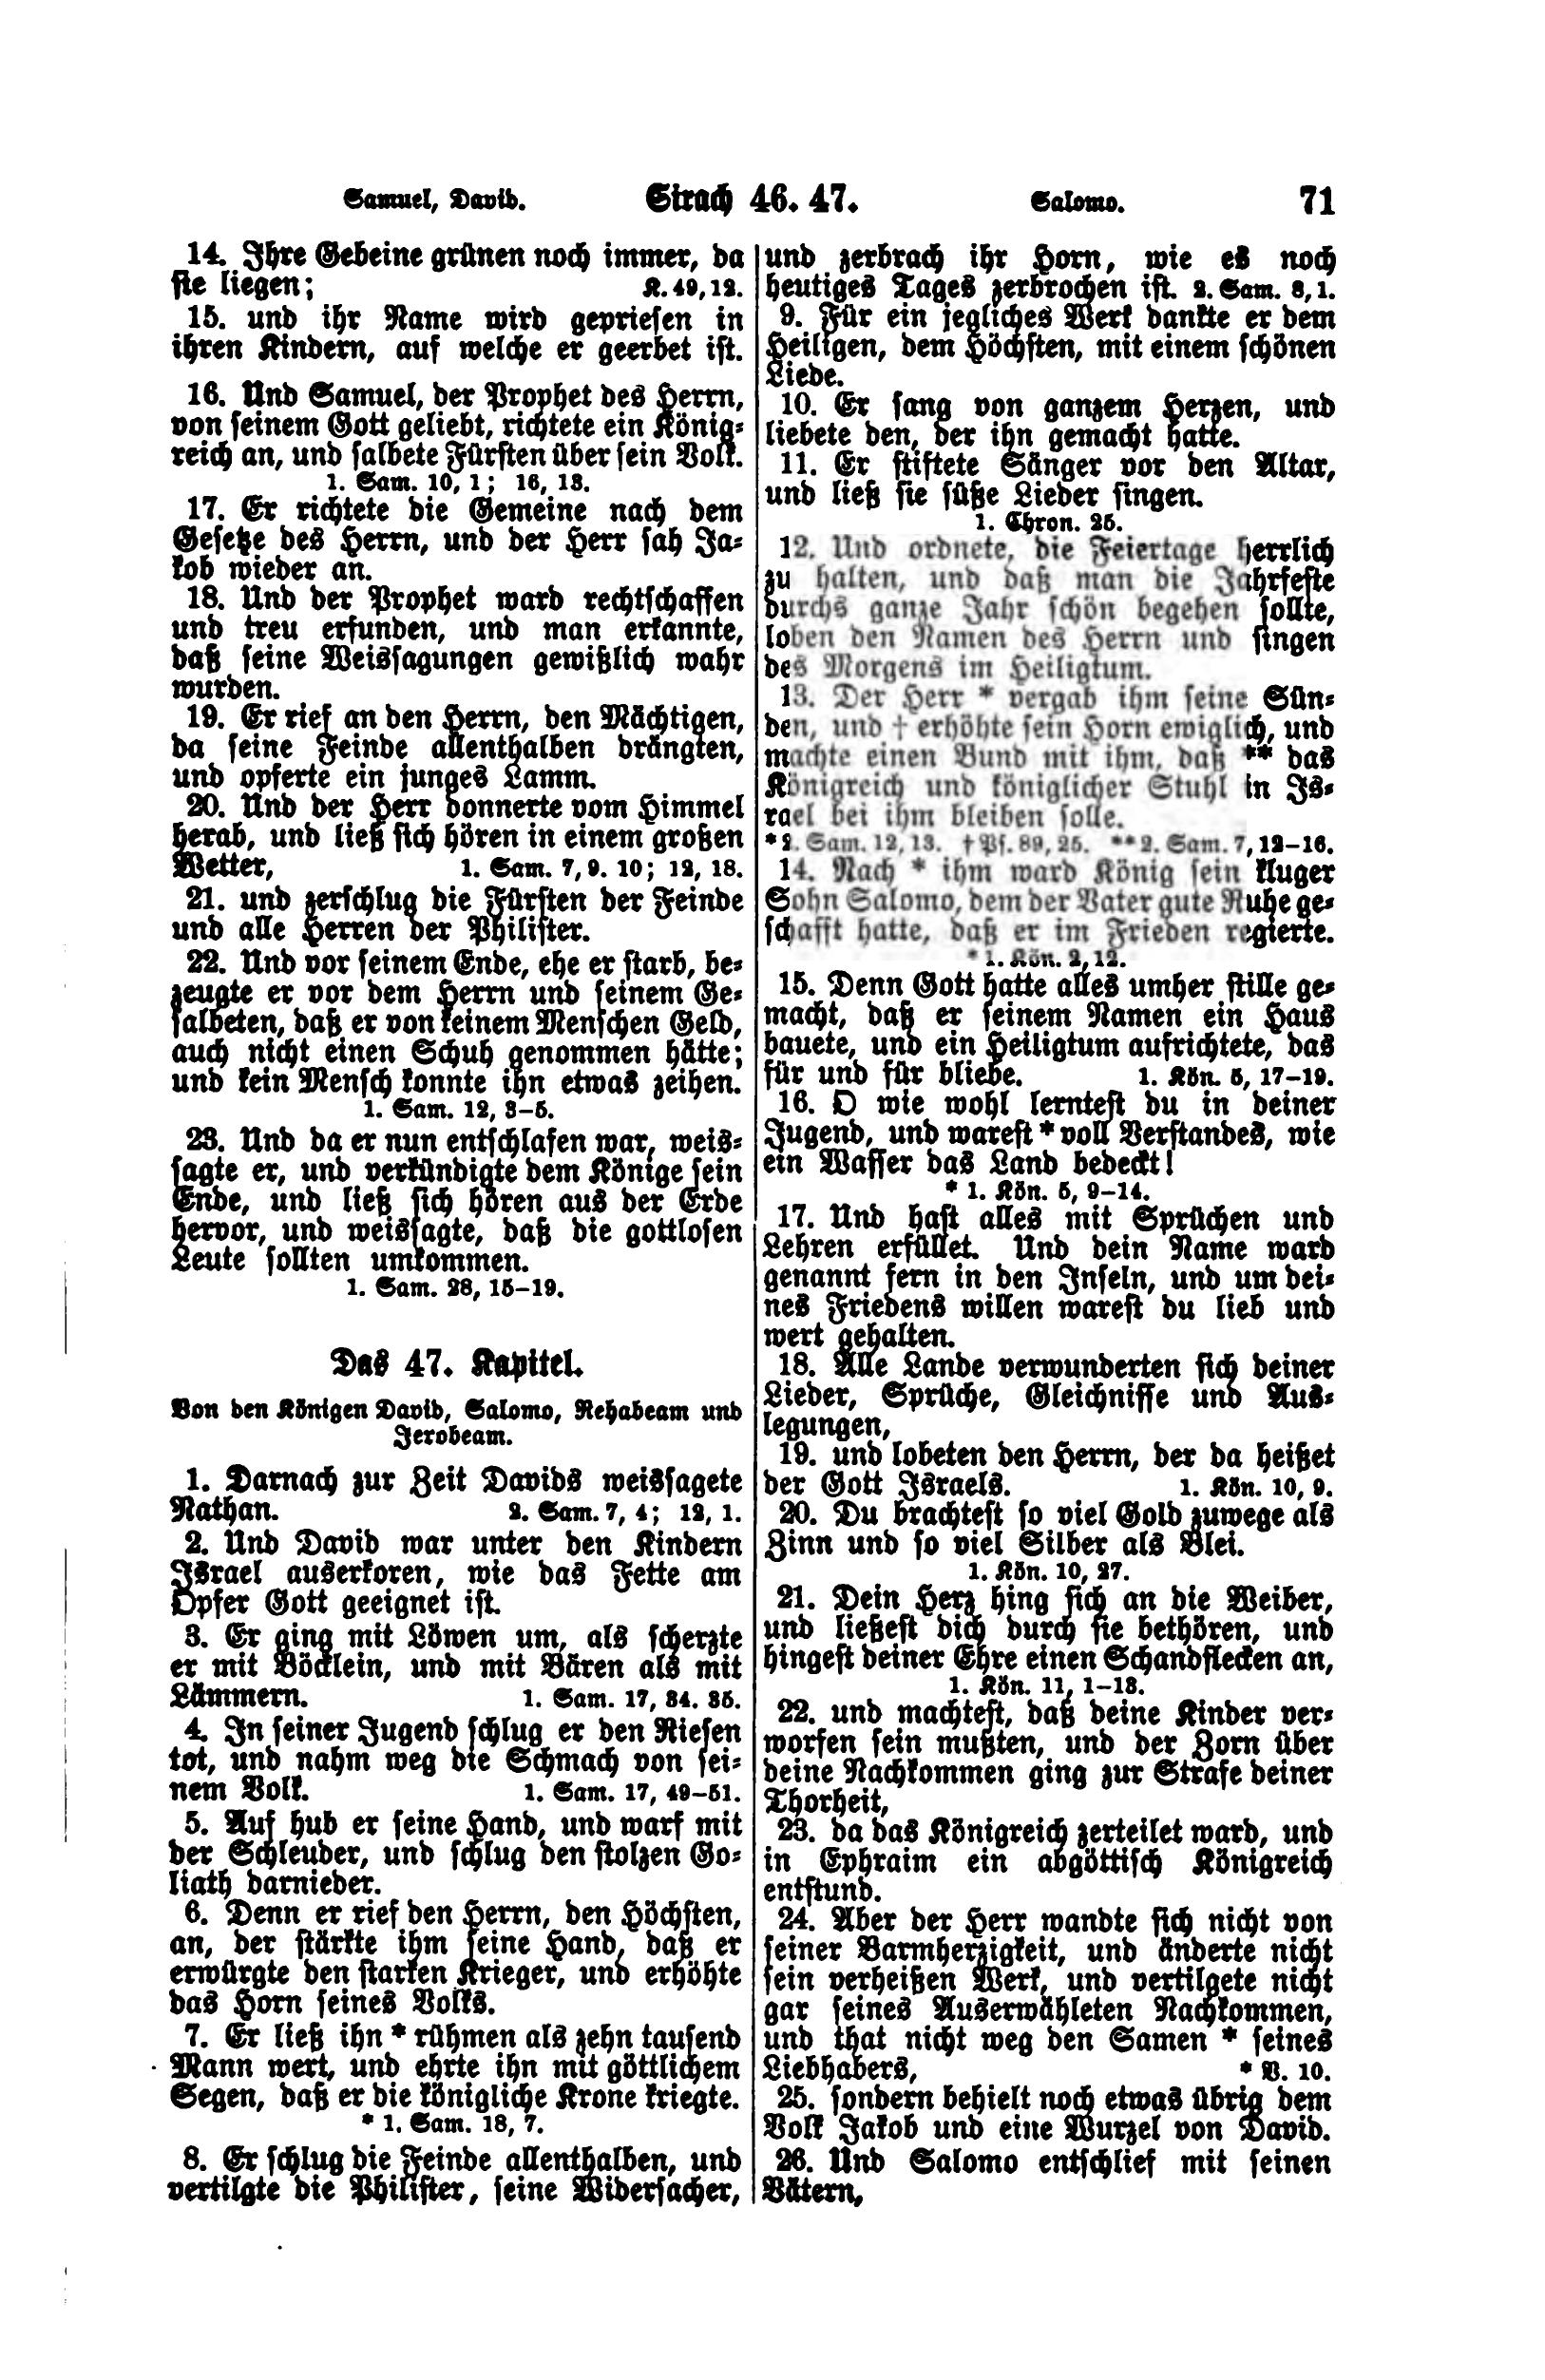 Samuel, David. Sirach 46. 47. Salomo. 71
14. Ihre Gebeine grünen noch immer, da
sie liegen; K. 49, 12.
15. und ihr Name wird gepriesen in
ihren Kindern, auf welche er geerbet ist.
16. Und Samuel, der Prophet des Herrn,
von seinem Gott geliebt, richtete ein König-
reich an, und salbete Fürsten über sein Volk.
1. Sam. 10, 1; 16, 13.
17. Er richtete die Gemeine nach dem
Gesetze des Herrn, und der Herr sah Ja-
kob wieder an.
18. Und der Prophet ward rechtschaffen
und treu erfunden, und man erkannte,
daß seine Weissagungen gewißlich wahr
wurden.
19. Er rief an den Herrn, den Mächtigen,
da seine Feinde allenthalben drängten,
und opferte ein junges Lamm.
20. Und der Herr donnerte vom Himmel
herab, und ließ sich hören in einem großen
Wetter, 1. Sam. 7, 9. 10; 12, 18.
21. und zerschlug die Fürsten der Feinde
und alle Herren der Philister.
22. Und vor seinem Ende, ehe er starb, be-
zeugte er vor dem Herrn und seinem Ge-
salbeten, daß er von keinem Menschen Geld,
auch nicht einen Schuh genommen hätte;
und kein Mensch konnte ihn etwas zeihen.
1. Sam. 12, 3–5.
23. Und da er nun entschlafen war, weis-
sagte er, und verkündigte dem Könige sein
Ende, und ließ sich hören aus der Erde
hervor, und weissagte, daß die gottlosen
Leute sollten umkommen.
1. Sam. 28, 15–19.
Das 47. Kapitel.
Von den Königen David, Salomo, Rehabeam und
Jerobeam.
1. Darnach zur Zeit Davids weissagete
Nathan. 2. Sam. 7, 4; 12, 1.
2. Und David war unter den Kindern
Israel auserkoren, wie das Fette am
Opfer Gott geeignet ist.
3. Er ging mit Löwen um, als scherzte
er mit Böcklein, und mit Bären als mit
Lämmern. 1. Sam. 17, 34. 35.
4. In seiner Jugend schlug er den Riesen
tot, und nahm weg die Schmach von sei-
nem Volk. 1. Sam. 17, 49–51.
5. Auf hub er seine Hand, und warf mit
der Schleuder, und schlug den stolzen Go-
liath darnieder.
6. Denn er rief den Herrn, den Höchsten,
an, der stärkte ihm seine Hand, daß er
erwürgte den starken Krieger, und erhöhte
das Horn seines Volks.
7. Er ließ ihn * rühmen als zehn tausend
Mann wert, und ehrte ihn mit göttlichem
Segen, daß er die königliche Krone kriegte.
* 1. Sam. 18, 7.
8. Er schlug die Feinde allenthalben, und
vertilgte die Philister, seine Widersacher,
und zerbrach ihr Horn, wie es noch
heutiges Tages zerbrochen ist. 2. Sam. 8, 1.
9. Für ein jegliches Werk dankte er dem
Heiligen, dem Höchsten, mit einem schönen
Liede.
10. Er sang von ganzem Herzen, und
liebete den, der ihn gemacht hatte.
11. Er stiftete Sänger vor den Altar,
und ließ sie süße Lieder singen.
1. Chron. 25.
12. Und ordnete, die Feiertage herrlich
zu halten, und daß man die Jahrfeste
durchs ganze Jahr schön begehen sollte,
loben den Namen des Herrn und singen
des Morgens im Heiligtum.
13. Der Herr * vergab ihm seine Sün-
den, und † erhöhte sein Horn ewiglich, und
machte einen Bund mit ihm, daß ** das
Königreich und königlicher Stuhl in Is-
rael bei ihm bleiben solle.
*2. Sam. 12, 13. †Ps. 89, 25. **2. Sam. 7, 12–16.
14. Nach * ihm ward König sein kluger
Sohn Salomo, dem der Vater gute Ruhe ge-
schafft hatte, daß er im Frieden regierte.
* 1. Kön. 2, 12.
15. Denn Gott hatte alles umher stille ge-
macht, daß er seinem Namen ein Haus
bauete, und ein Heiligtum aufrichtete, das
für und für bliebe. 1. Kön. 5, 17–19.
16. O wie wohl lerntest du in deiner
Jugend, und warest * voll Verstandes, wie
ein Wasser das Land bedeckt!
* 1. Kön. 5, 9–14.
17. Und hast alles mit Sprüchen und
Lehren erfüllet. Und dein Name ward
genannt fern in den Inseln, und um dei-
nes Friedens willen warest du lieb und
wert gehalten.
18. Alle Lande verwunderten sich deiner
Lieder, Sprüche, Gleichnisse und Aus-
legungen,
19. und lobeten den Herrn, der da heißet
der Gott Israels. 1. Kön. 10, 9.
20. Du brachtest so viel Gold zuwege als
Zinn und so viel Silber als Blei.
1. Kön. 10, 27.
21. Dein Herz hing sich an die Weiber,
und ließest dich durch sie bethören, und
hingest deiner Ehre einen Schandflecken an,
1. Kön. 11, 1–13.
22. und machtest, daß deine Kinder ver-
worfen sein mußten, und der Zorn über
deine Nachkommen ging zur Strafe deiner
Thorheit,
23. da das Königreich zerteilet ward, und
in Ephraim ein abgöttisch Königreich
entstund.
24. Aber der Herr wandte sich nicht von
seiner Barmherzigkeit, und änderte nicht
sein verheißen Werk, und vertilgete nicht
gar seines Auserwähleten Nachkommen,
und that nicht weg den Samen * seines
Liebhabers, * V. 10.
25. sondern behielt noch etwas übrig dem
Volk Jakob und eine Wurzel von David.
26. Und Salomo entschlief mit seinen
Vätern,